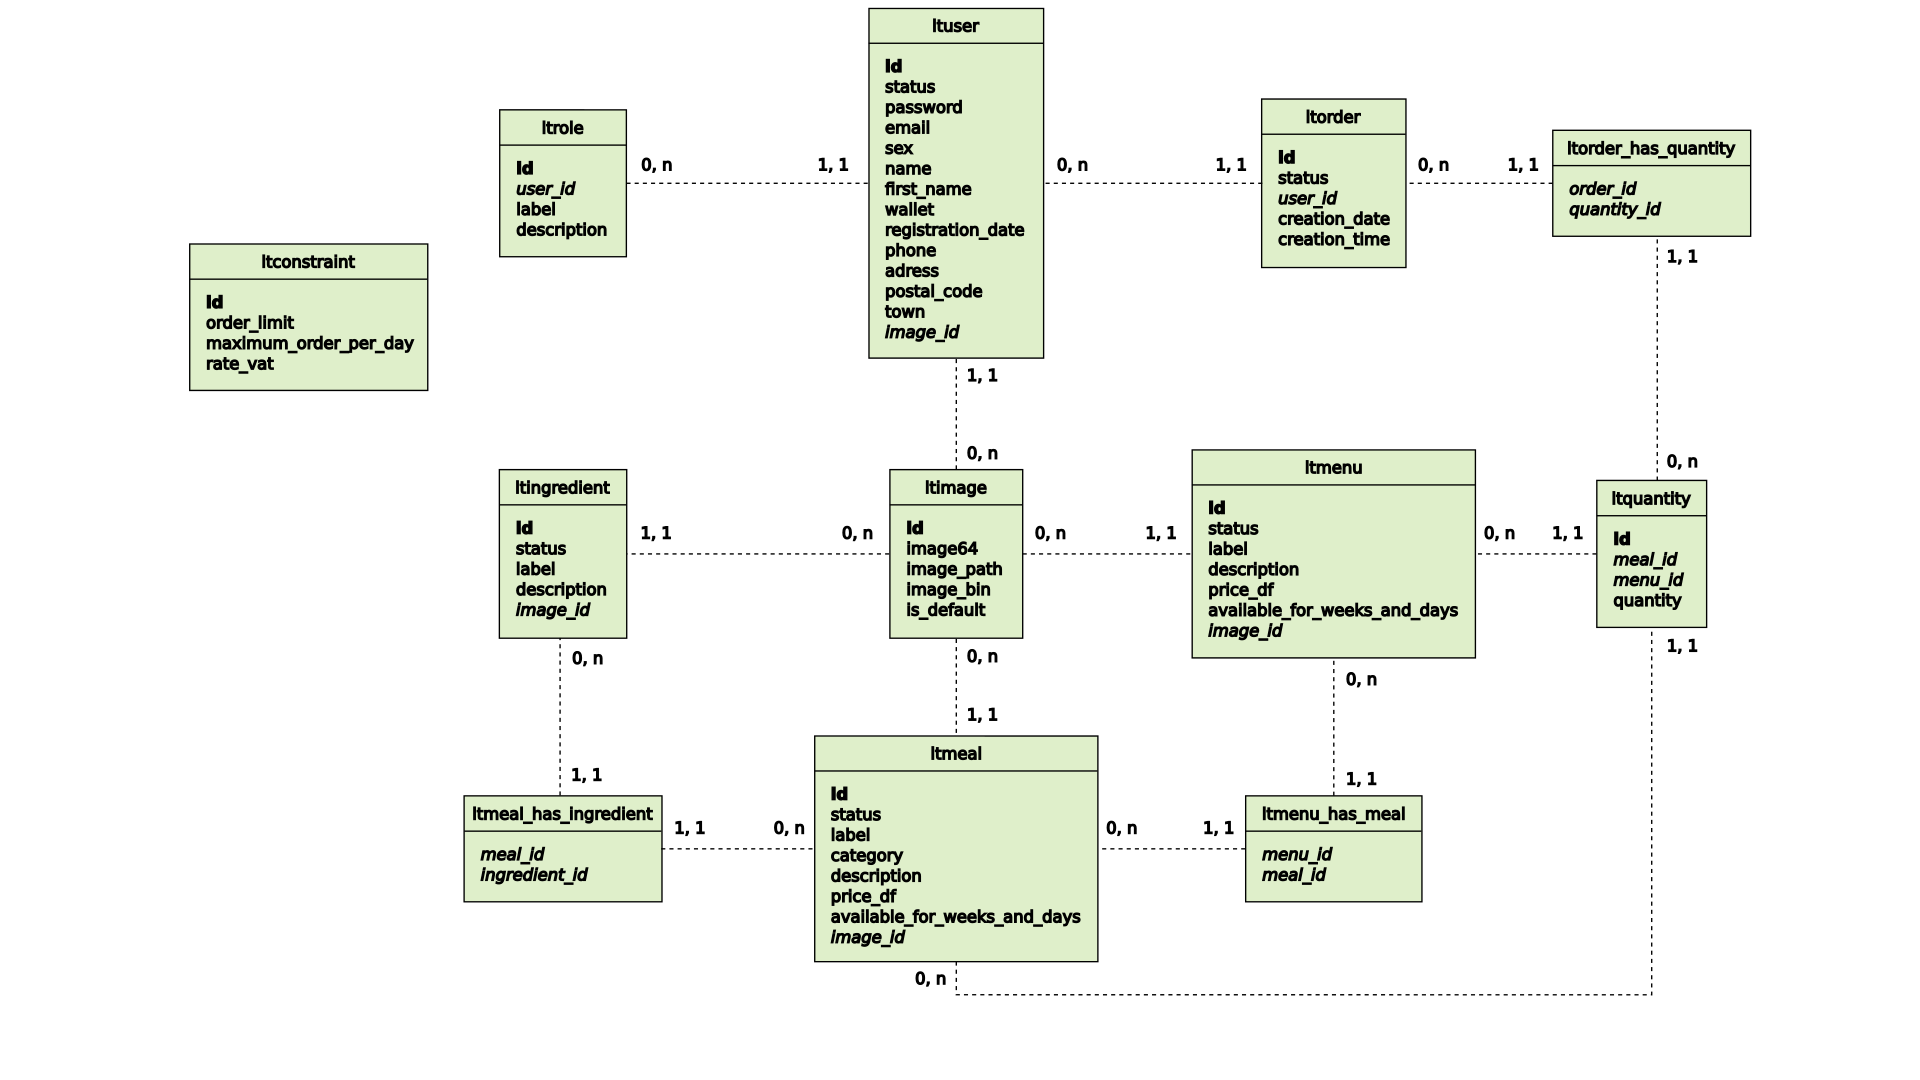 ltuser
id
status
password
email
sex
name
first_name
wallet
registration_date
phone
adress
postal_code
town
image_id
ltrole
id
user_id
label
description
0, n
1, 1
0, n
1, 1
ltorder
id
status
user_id
creation_date
creation_time
0, n
1, 1
ltorder_has_quantity
order_id
quantity_id
ltconstraint
id
order_limit
maximum_order_per_day
rate_vat
1, 1
0, n
1, 1
0, n
ltingredient
id
status
label
description
image_id
1, 1
0, n
ltimage
id
image64
image_path
image_bin
is_default
0, n
1, 1
ltmenu
id
status
label
description
price_df
available_for_weeks_and_days
image_id
0, n
1, 1
ltquantity
id
meal_id
menu_id
quantity
0, n
1, 1
0, n
1, 1
0, n
1, 1
1, 1
ltmeal_has_ingredient
meal_id
ingredient_id
1, 1
0, n
ltmeal
id
status
label
category
description
price_df
available_for_weeks_and_days
image_id
0, n
1, 1
ltmenu_has_meal
menu_id
meal_id
0, n